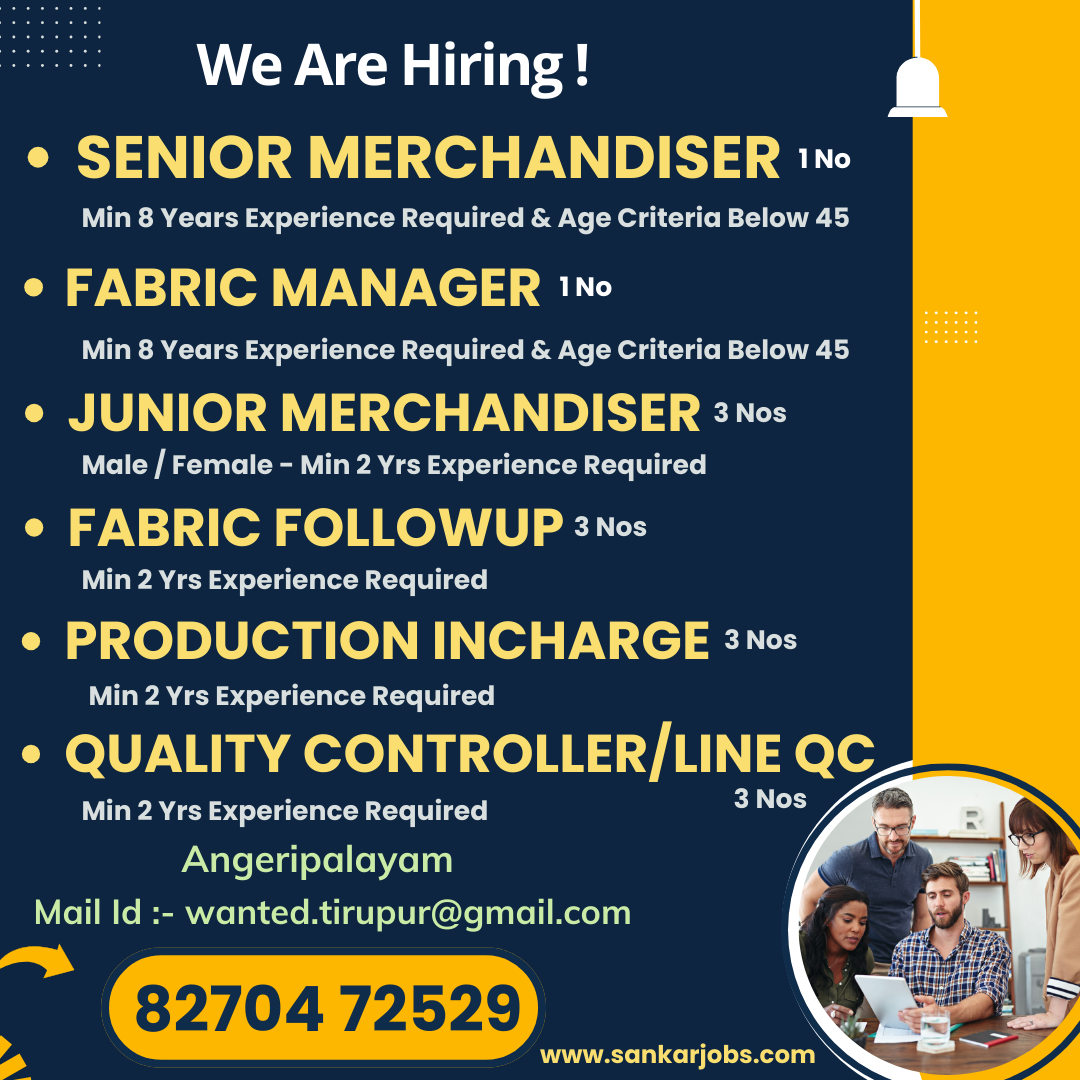 We Are Hiring !
• SENIOR MERCHANDISER 1 No
Min 8 Years Experience Required & Age Criteria Below 45
• FABRIC MANAGER 1 No
Min 8 Years Experience Required & Age Criteria Below 45
• JUNIOR MERCHANDISER 3 Nos
Male / Female - Min 2 Yrs Experience Required
• FABRIC FOLLOWUP 3 Nos
Min 2 Yrs Experience Required
• PRODUCTION INCHARGE 3 Nos
Min 2 Yrs Experience Required
• QUALITY CONTROLLER/LINE QC
3 Nos
Min 2 Yrs Experience Required
Angeripalayam
Mail Id :- wanted.tirupur@gmail.com
82704 72529
www.sankarjobs.com
R